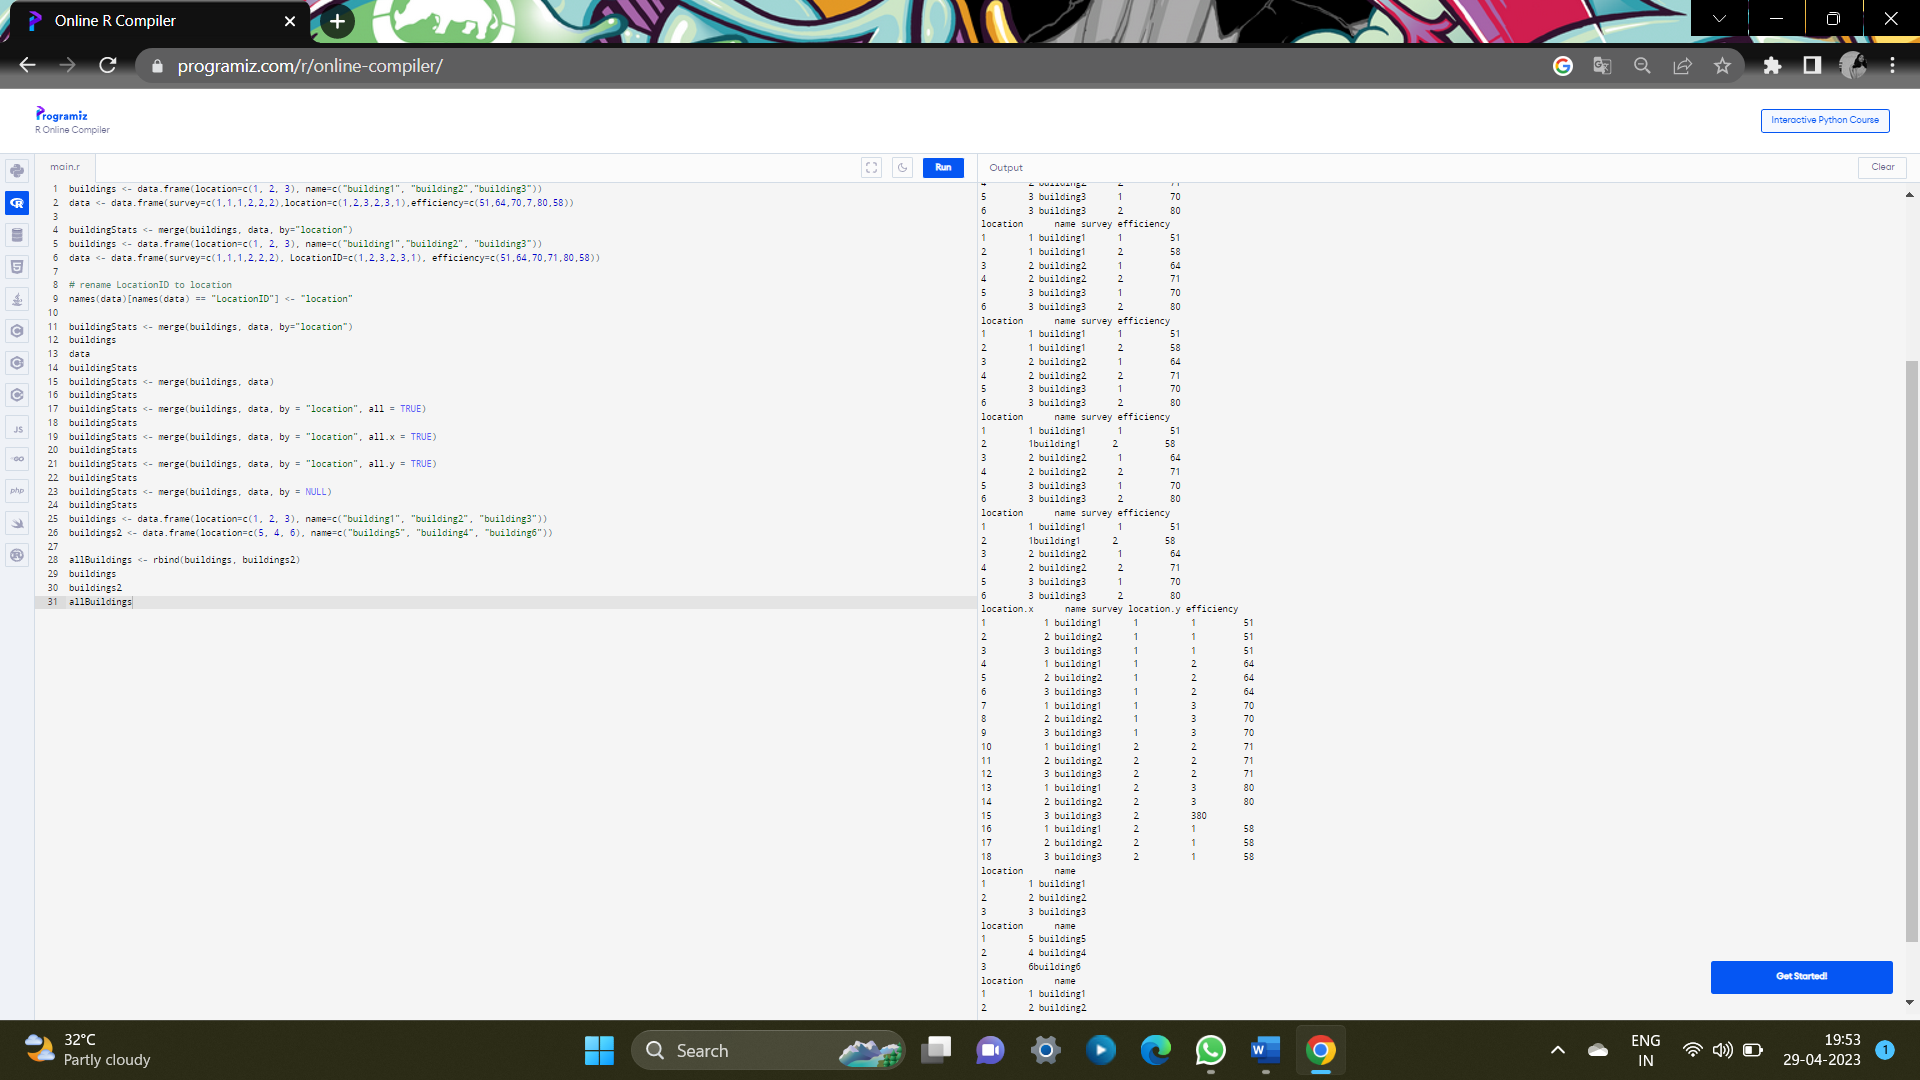 Online R Compiler
programiz.com/r/online-compiler/
Programiz
R Online Compiler
Interactive Python Course
main.r
Run
Output
Clear
1 buildings <- data.frame(location=c(1, 2, 3), name=c("building1", "building2","building3"))
2 data <- data.frame(survey=c(1,1,1,2,2,2),location=c(1,2,3,2,3,1),efficiency=c(51,64,70,7,80,58))
3
4 buildingStats <- merge(buildings, data, by="location")
5 buildings <- data.frame(location=c(1, 2, 3), name=c("building1","building2", "building3"))
6 data <- data.frame(survey=c(1,1,1,2,2,2), LocationID=c(1,2,3,2,3,1), efficiency=c(51,64,70,71,80,58))
7
8 # rename LocationID to location
9 names(data)[names(data) == "LocationID"] <- "location"
10
11 buildingStats <- merge(buildings, data, by="location")
12 buildings
13 data
14 buildingStats
15 buildingStats <- merge(buildings, data)
16 buildingStats
17 buildingStats <- merge(buildings, data, by = "location", all = TRUE)
18 buildingStats
19 buildingStats <- merge(buildings, data, by = "location", all.x = TRUE)
20 buildingStats
21 buildingStats <- merge(buildings, data, by = "location", all.y = TRUE)
22 buildingStats
23 buildingStats <- merge(buildings, data, by = NULL)
24 buildingStats
25 buildings <- data.frame(location=c(1, 2, 3), name=c("building1", "building2", "building3"))
26 buildings2 <- data.frame(location=c(5, 4, 6), name=c("building5", "building4", "building6"))
27
28 allBuildings <- rbind(buildings, buildings2)
29 buildings
30 buildings2
31 allBuildings
JS
GO
php
4 2 building2 2 71
5 3 building3 1 70
6 3 building3 2 80
location name survey efficiency
1 1 building1 1 51
2 1 building1 2 58
3 2 building2 1 64
4 2 building2 2 71
5 3 building3 1 70
6 3 building3 2 80
location name survey efficiency
1 1 building1 1 51
2 1 building1 2 58
3 2 building2 1 64
4 2 building2 2 71
5 3 building3 1 70
6 3 building3 2 80
location name survey efficiency
1 1 building1 1 51
2 1building1 2 58
3 2 building2 1 64
4 2 building2 2 71
5 3 building3 1 70
6 3 building3 2 80
location name survey efficiency
1 1 building1 1 51
2 1building1 2 58
3 2 building2 1 64
4 2 building2 2 71
5 3 building3 1 70
6 3 building3 2 80
location.x name survey location.y efficiency
1 1 building1 1 1 51
2 2 building2 1 1 51
3 3 building3 1 1 51
4 1 building1 1 2 64
5 2 building2 1 2 64
6 3 building3 1 2 64
7 1 building1 1 3 70
8 2 building2 1 3 70
9 3 building3 1 3 70
10 1 building1 2 2 71
11 2 building2 2 2 71
12 3 building3 2 2 71
13 1 building1 2 3 80
14 2 building2 2 3 80
15 3 building3 2 380
16 1 building1 2 1 58
17 2 building2 2 1 58
18 3 building3 2 1 58
location name
1 1 building1
2 2 building2
3 3 building3
location name
1 5 building5
2 4 building4
3 6building6
location name
1 1 building1
2 2 building2
Get Started!
32°C
Partly cloudy
Search
ENG
IN
19:53
29-04-2023
1